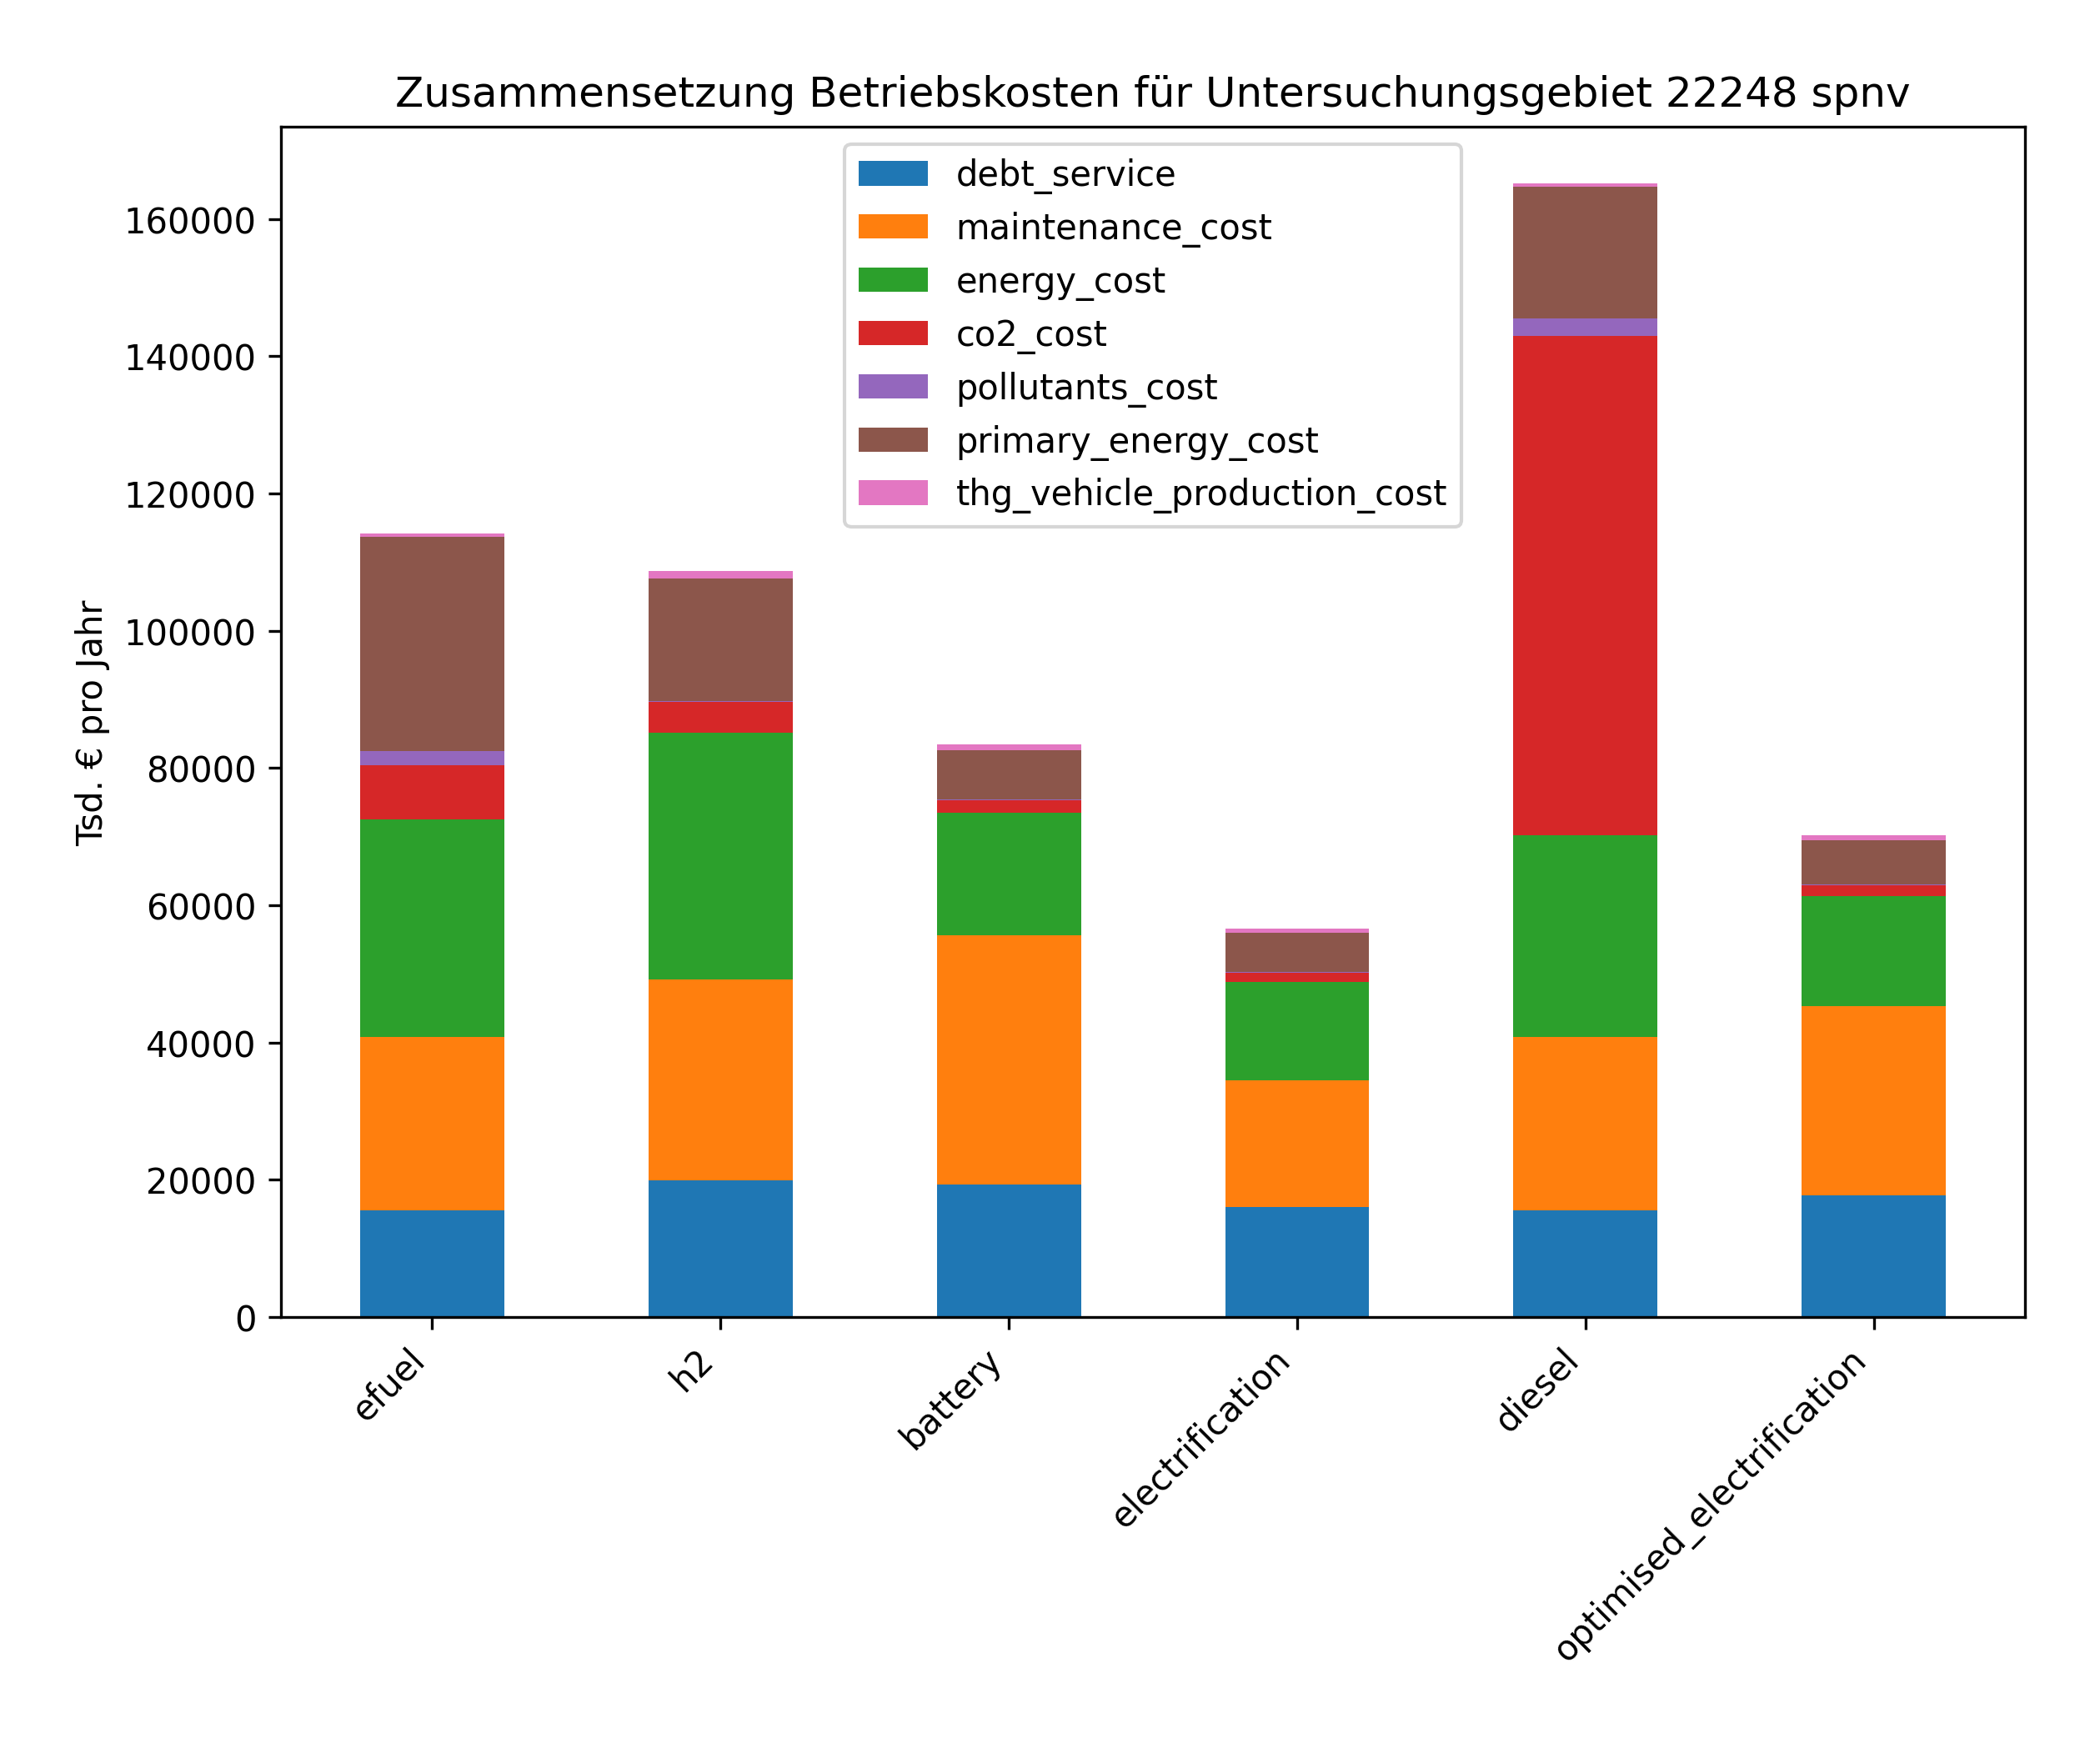 Zusammensetzung Betriebskosten für Untersuchungsgebiet 22248 spnv
debt_service
maintenance_cost
energy_cost
co2_cost
pollutants_cost
primary_energy_cost
thg_vehicle_production_cost
Tsd. € pro Jahr
160000
140000
120000
100000
80000
60000
40000
20000
0
efuel
h2
battery
electrification
diesel
optimised_electrification